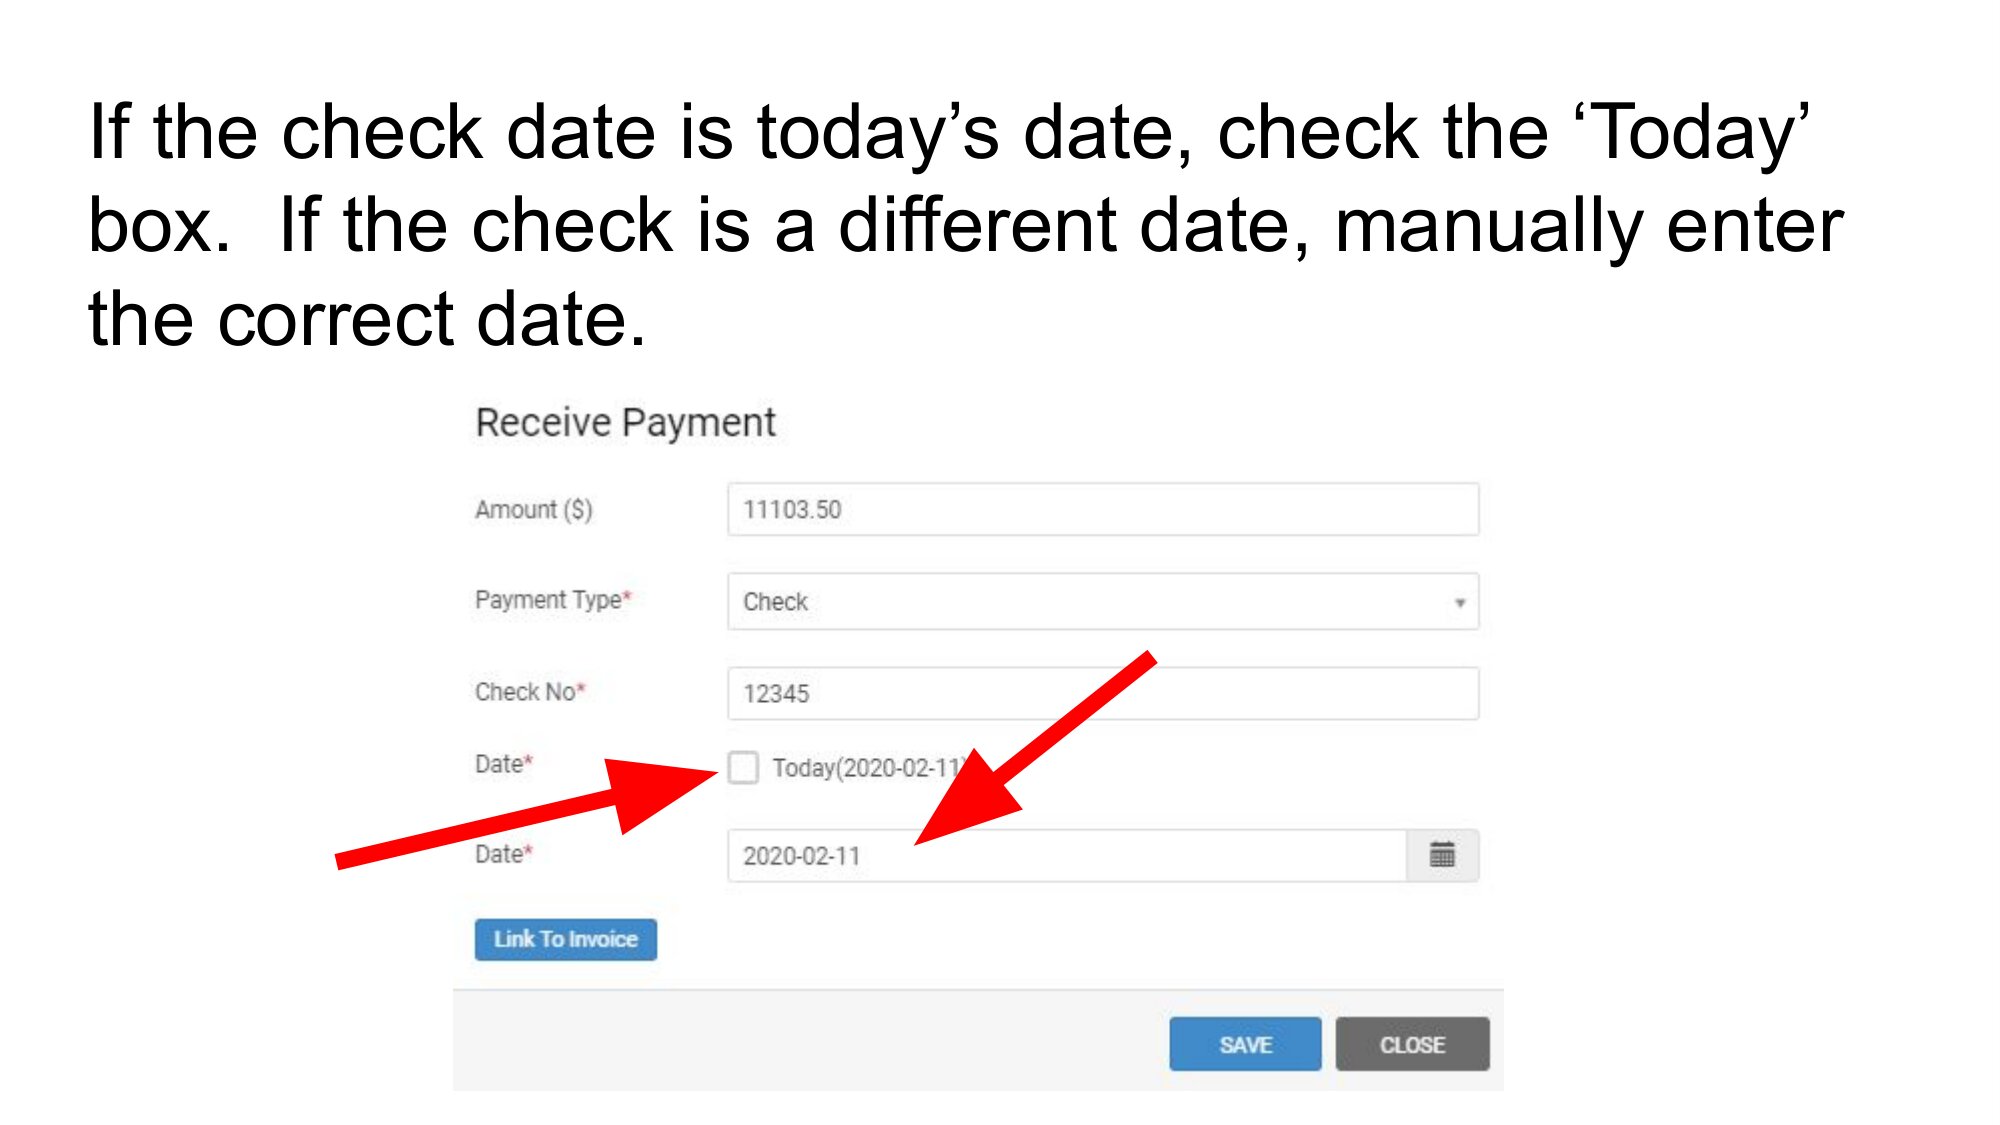 If the check date is today’s date, check the ‘Today’
box.  If the check is a different date, manually enter
the correct date.
Receive Payment
Amount ($) 11103.50
Payment Type* Check
Check No* 12345
Date* Today(2020-02-11)
Date* 2020-02-11
Link To Invoice
SAVE CLOSE